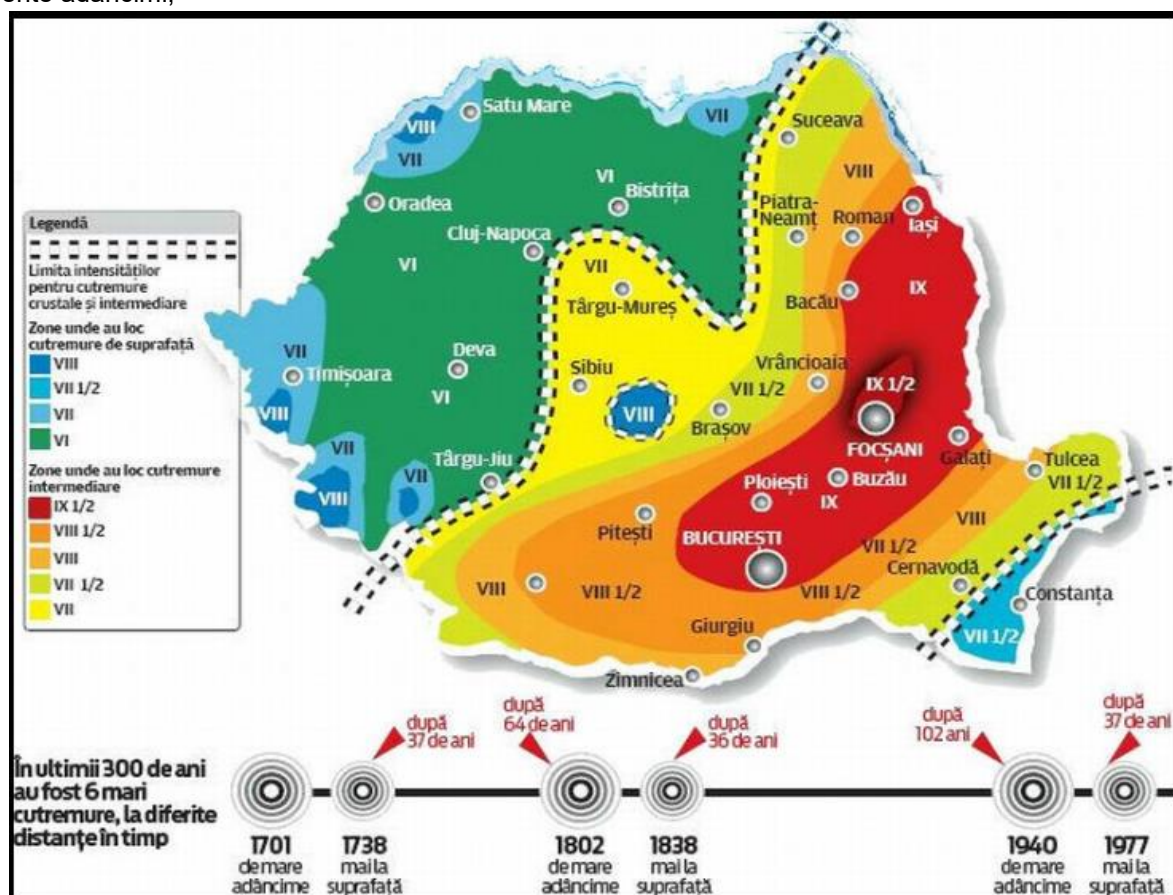 adâncimi,
Satu Mare
VIII
VII
VII
Suceava
VIII
VI
Bistrița
Oradea
Cluj-Napoca
Piatra-
Neamț
Roman
Iași
Legendă
Limita intensităților
pentru cutremure
crustale și intermediare
Zone unde au loc
cutremure de suprafață
VIII
VII 1/2
VII
VI
Zone unde au loc cutremure
intermediare
IX 1/2
VIII 1/2
VIII
VII 1/2
VII
VI
VII
Târgu-Mureș
Bacău
IX
VII
Timișoara
Deva
Sibiu
Vrâncioaia
IX 1/2
VIII
VI
VIII
VII 1/2
Brașov
FOCȘANI
VII
VII
Târgu-Jiu
Galați
Tulcea
VII 1/2
VIII
Ploiești
Buzău
IX
Pitești
VIII
BUCUREȘTI
VII 1/2
Cernavodă
VIII
VIII 1/2
VIII 1/2
Constanța
VII 1/2
Giurgiu
Zimnicea
după
37 de ani
după
64 de ani
după
36 de ani
după
102 ani
după
37 de ani
În ultimii 300 de ani
au fost 6 mari
cutremure, la diferite
distanțe în timp
1701
de mare
adâncime
1738
mai la
suprafață
1802
de mare
adâncime
1838
mai la
suprafață
1940
de mare
adâncime
1977
mai la
suprafață